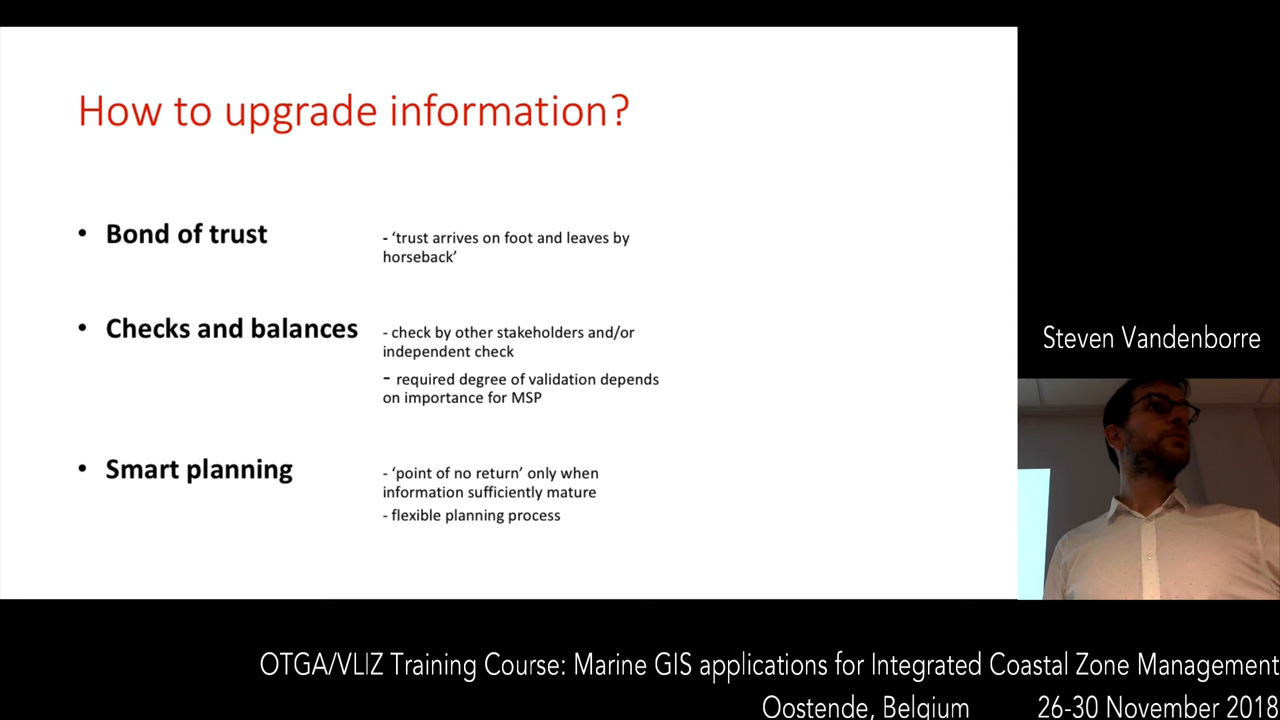 How to upgrade information?
• Bond of trust
- ‘trust arrives on foot and leaves by
horseback’
• Checks and balances
- check by other stakeholders and/or
independent check
- required degree of validation depends
on importance for MSP
• Smart planning
- ‘point of no return’ only when
information sufficiently mature
- flexible planning process
Steven Vandenborre
OTGA/VLIZ Training Course: Marine GIS applications for Integrated Coastal Zone Management
Oostende, Belgium 26-30 November 2018